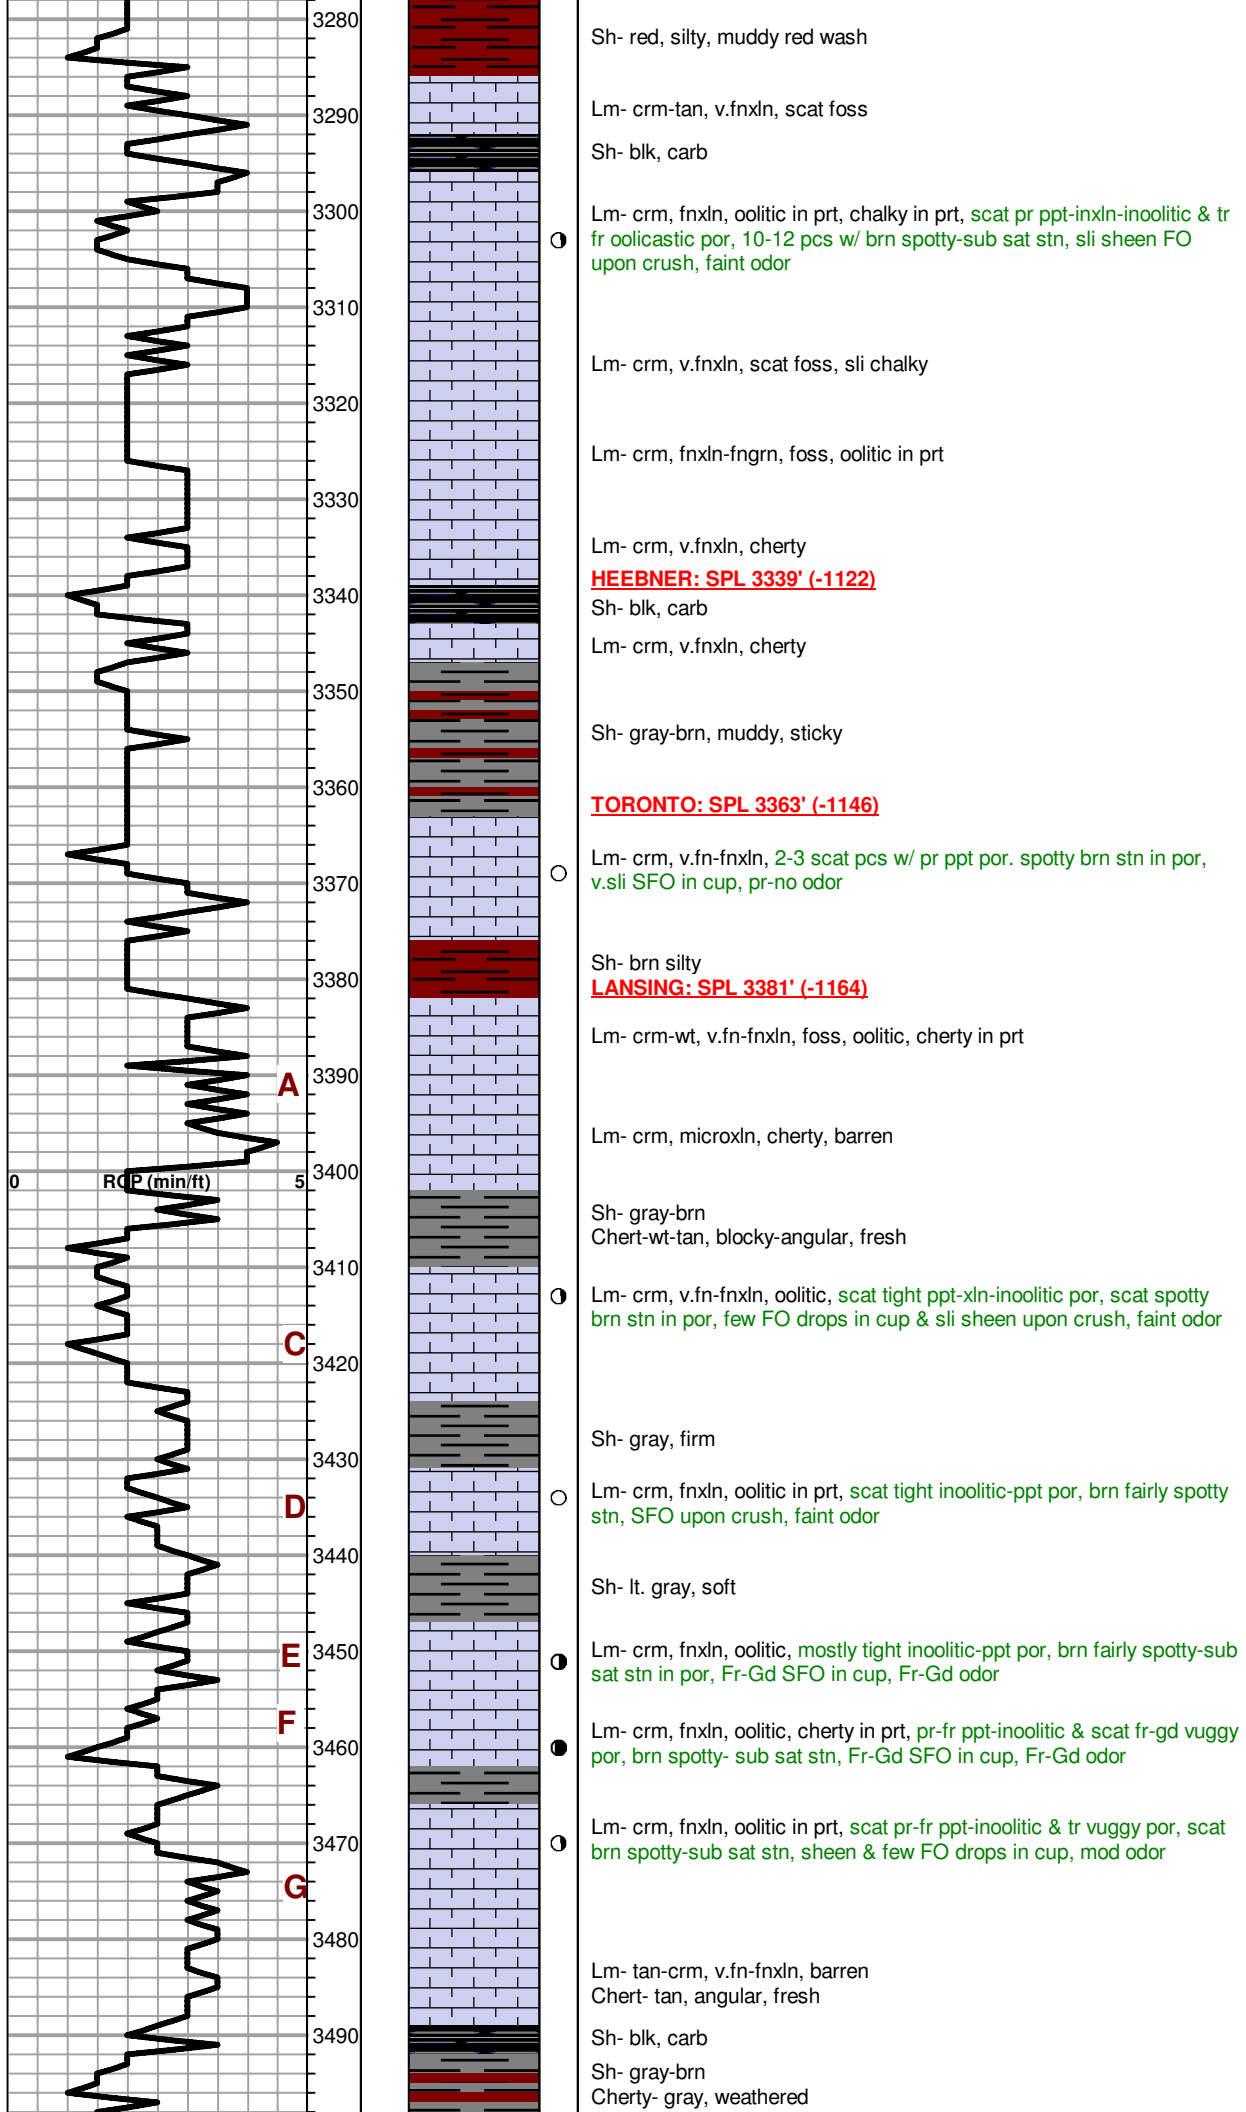 3280
Sh- red, silty, muddy red wash
3290
Lm- crm-tan, v.fnxln, scat foss
Sh- blk, carb
3300
Lm- crm, fnxln, oolitic in prt, chalky in prt, scat pr ppt-inxln-inoolitic & tr
fr oolicastic por, 10-12 pcs w/ brn spotty-sub sat stn, sli sheen FO
upon crush, faint odor
3310
Lm- crm, v.fnxln, scat foss, sli chalky
3320
Lm- crm, fnxln-fngrn, foss, oolitic in prt
3330
Lm- crm, v.fnxln, cherty
HEEBNER: SPL 3339' (-1122)
3340
Sh- blk, carb
Lm- crm, v.fnxln, cherty
3350
Sh- gray-brn, muddy, sticky
3360
TORONTO: SPL 3363' (-1146)
Lm- crm, v.fn-fnxln, 2-3 scat pcs w/ pr ppt por. spotty brn stn in por,
v.sli SFO in cup, pr-no odor
3370
Sh- brn silty
3380
LANSING: SPL 3381' (-1164)
Lm- crm-wt, v.fn-fnxln, foss, oolitic, cherty in prt
3390
A
Lm- crm, microxln, cherty, barren
3400
0 ROP (min/ft) 5
Sh- gray-brn
Chert-wt-tan, blocky-angular, fresh
3410
Lm- crm, v.fn-fnxln, oolitic, scat tight ppt-xln-inoolitic por, scat spotty
brn stn in por, few FO drops in cup & sli sheen upon crush, faint odor
C
3420
Sh- gray, firm
3430
Lm- crm, fnxln, oolitic in prt, scat tight inoolitic-ppt por, brn fairly spotty
stn, SFO upon crush, faint odor
D
3440
Sh- lt. gray, soft
3450
E
Lm- crm, fnxln, oolitic, mostly tight inoolitic-ppt por, brn fairly spotty-sub
sat stn in por, Fr-Gd SFO in cup, Fr-Gd odor
F
Lm- crm, fnxln, oolitic, cherty in prt, pr-fr ppt-inoolitic & scat fr-gd vuggy
por, brn spotty- sub sat stn, Fr-Gd SFO in cup, Fr-Gd odor
3460
Lm- crm, fnxln, oolitic in prt, scat pr-fr ppt-inoolitic & tr vuggy por, scat
brn spotty-sub sat stn, sheen & few FO drops in cup, mod odor
3470
G
3480
Lm- tan-crm, v.fn-fnxln, barren
Chert- tan, angular, fresh
3490
Sh- blk, carb
Sh- gray-brn
Cherty- gray, weathered